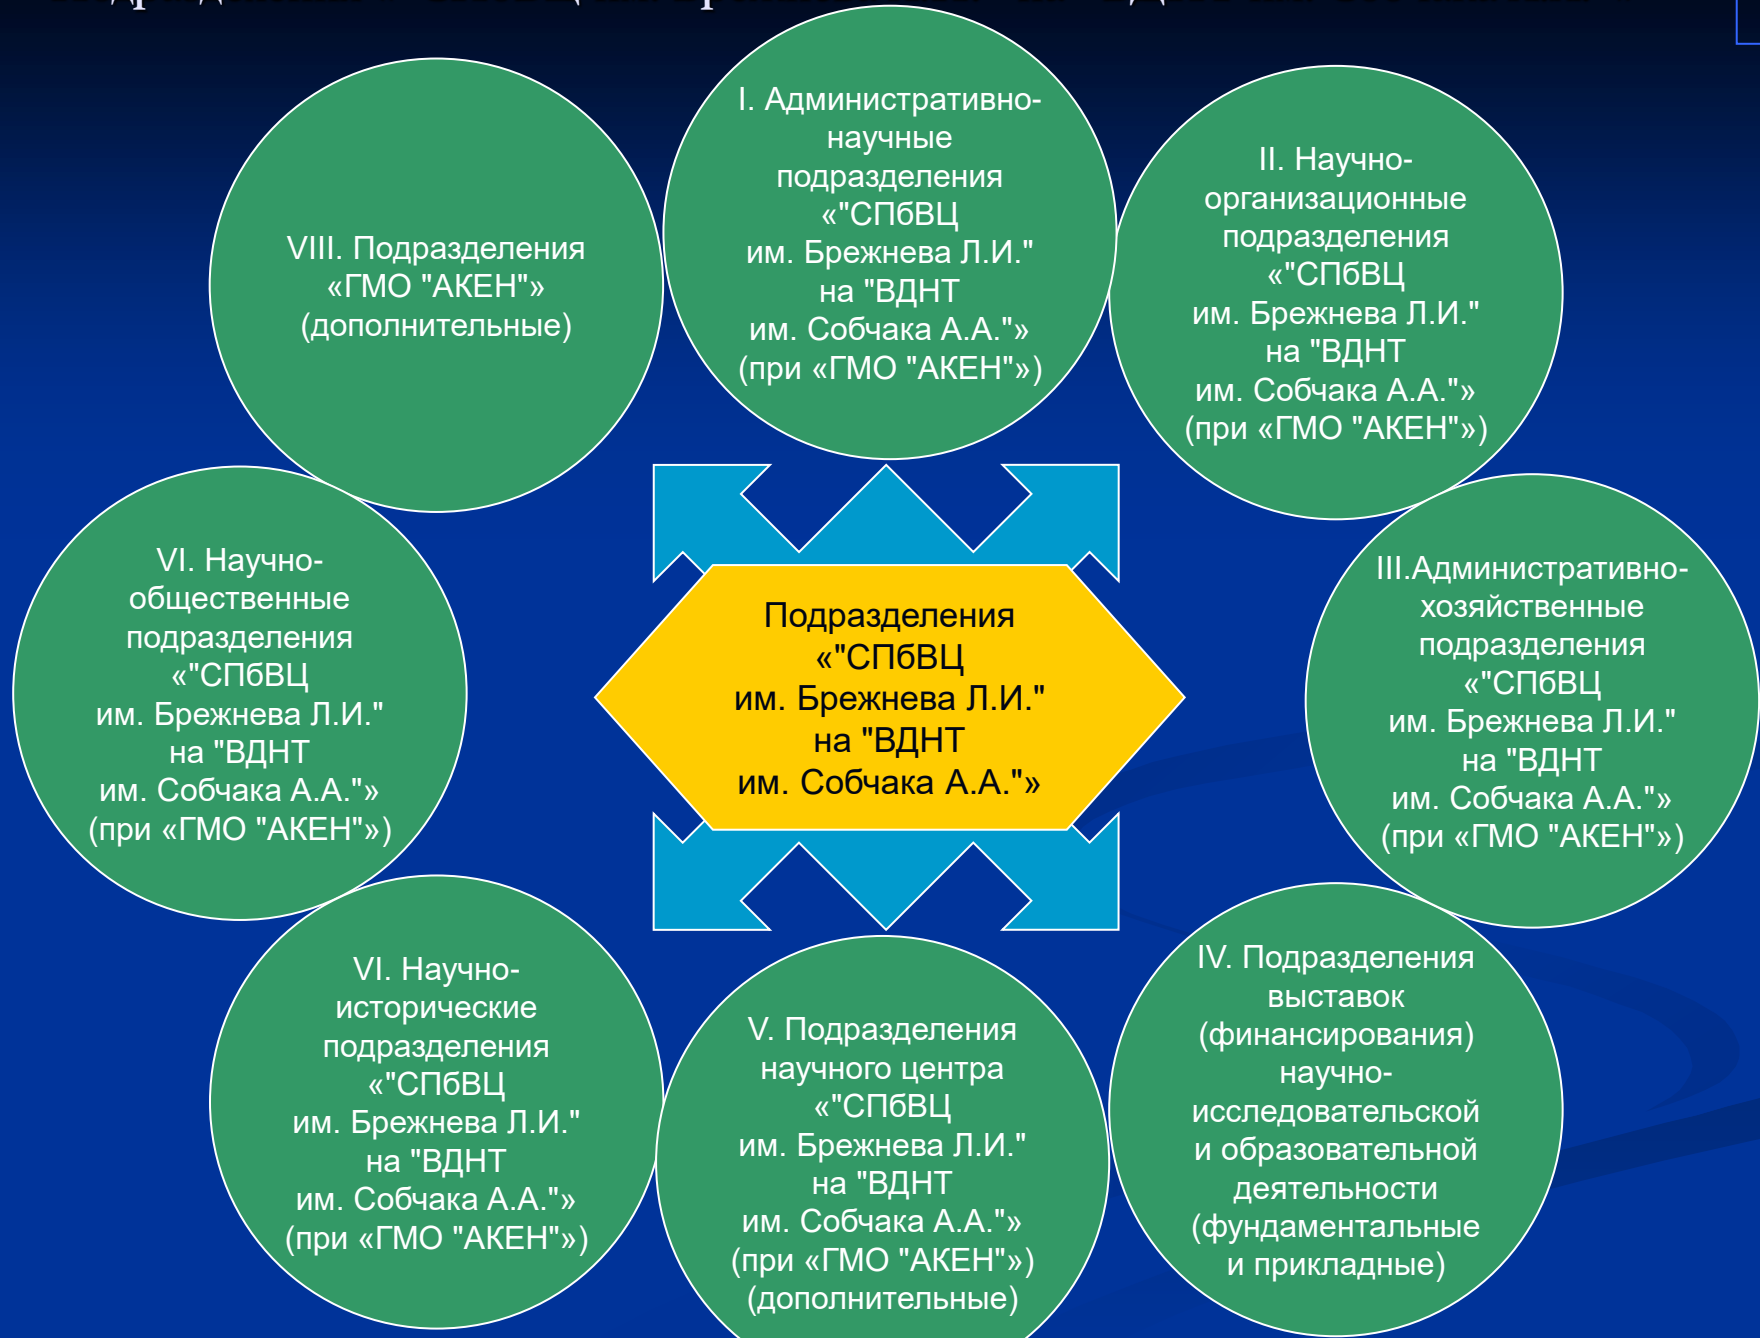 I. Административно-
научные
подразделения
«"СПбВЦ
им. Брежнева Л.И."
на "ВДНТ
им. Собчака А.А."»
(при «ГМО "АКЕН"»)
II. Научно-
организационные
подразделения
«"СПбВЦ
им. Брежнева Л.И."
на "ВДНТ
им. Собчака А.А."»
(при «ГМО "АКЕН"»)
III.Административно-
хозяйственные
подразделения
«"СПбВЦ
им. Брежнева Л.И."
на "ВДНТ
им. Собчака А.А."»
(при «ГМО "АКЕН"»)
IV. Подразделения
выставок
(финансирования)
научно-
исследовательской
и образовательной
деятельности
(фундаментальные
и прикладные)
V. Подразделения
научного центра
«"СПбВЦ
им. Брежнева Л.И."
на "ВДНТ
им. Собчака А.А."»
(при «ГМО "АКЕН"»)
(дополнительные)
VI. Научно-
исторические
подразделения
«"СПбВЦ
им. Брежнева Л.И."
на "ВДНТ
им. Собчака А.А."»
(при «ГМО "АКЕН"»)
VI. Научно-
общественные
подразделения
«"СПбВЦ
им. Брежнева Л.И."
на "ВДНТ
им. Собчака А.А."»
(при «ГМО "АКЕН"»)
VIII. Подразделения
«ГМО "АКЕН"»
(дополнительные)
Подразделения
«"СПбВЦ
им. Брежнева Л.И."
на "ВДНТ
им. Собчака А.А."»